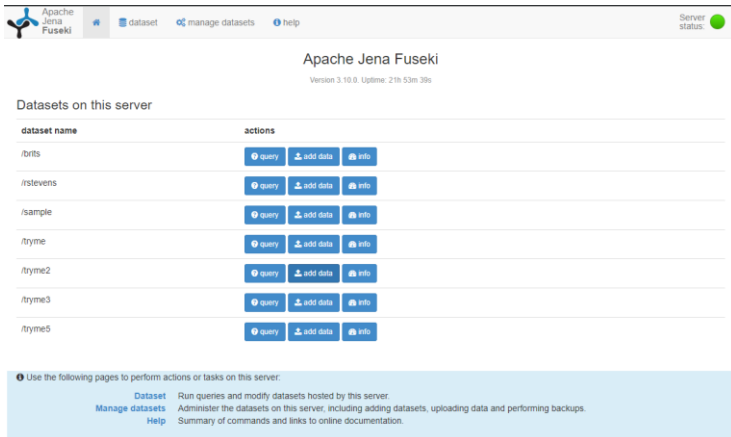 Apache
Jena
Fuseki
dataset
manage datasets
help
Server
status:
Apache Jena Fuseki
Version 3.10.0. Uptime: 21h 53m 39s
Datasets on this server
dataset name actions
/brits query add data info
/rstevens query add data info
/sample query add data info
/tryme query add data info
/tryme2 query add data info
/tryme3 query add data info
/tryme5 query add data info
Use the following pages to perform actions or tasks on this server:
Dataset Run queries and modify datasets hosted by this server.
Manage datasets Administer the datasets on this server, including adding datasets, uploading data and performing backups.
Help Summary of commands and links to online documentation.